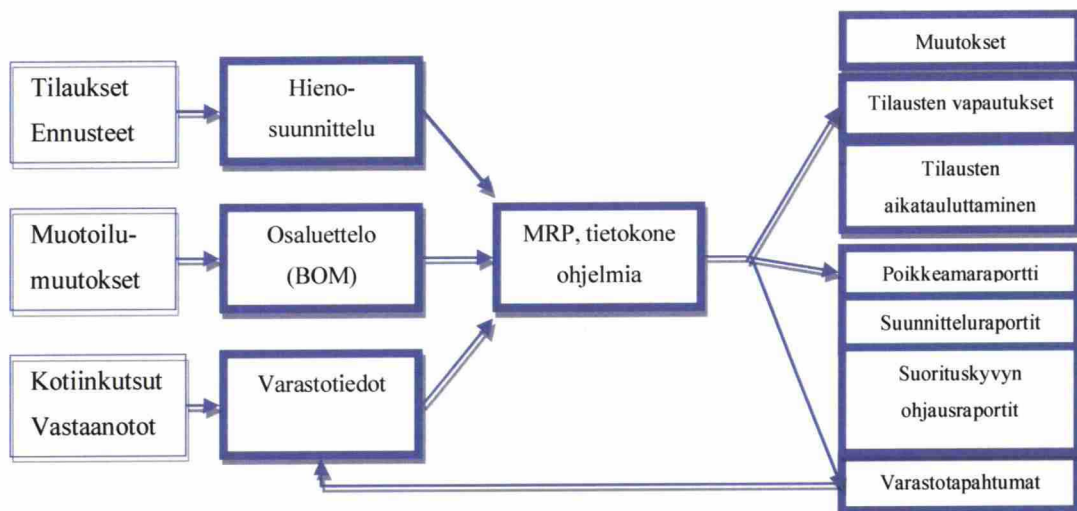 Tilaukset
Ennusteet
Hieno-
suunnittelu
Muotoilu-
muutokset
Osaluettelo
(BOM)
Kotiinkutsut
Vastaanotot
Varastotiedot
MRP, tietokone
ohjelmia
Muutokset
Tilausten vapautukset
Tilausten
aikatauluttaminen
Poikkeamaraportti
Suunnitteluraportit
Suorituskyvyn
ohjausraportit
Varastotapahtumat